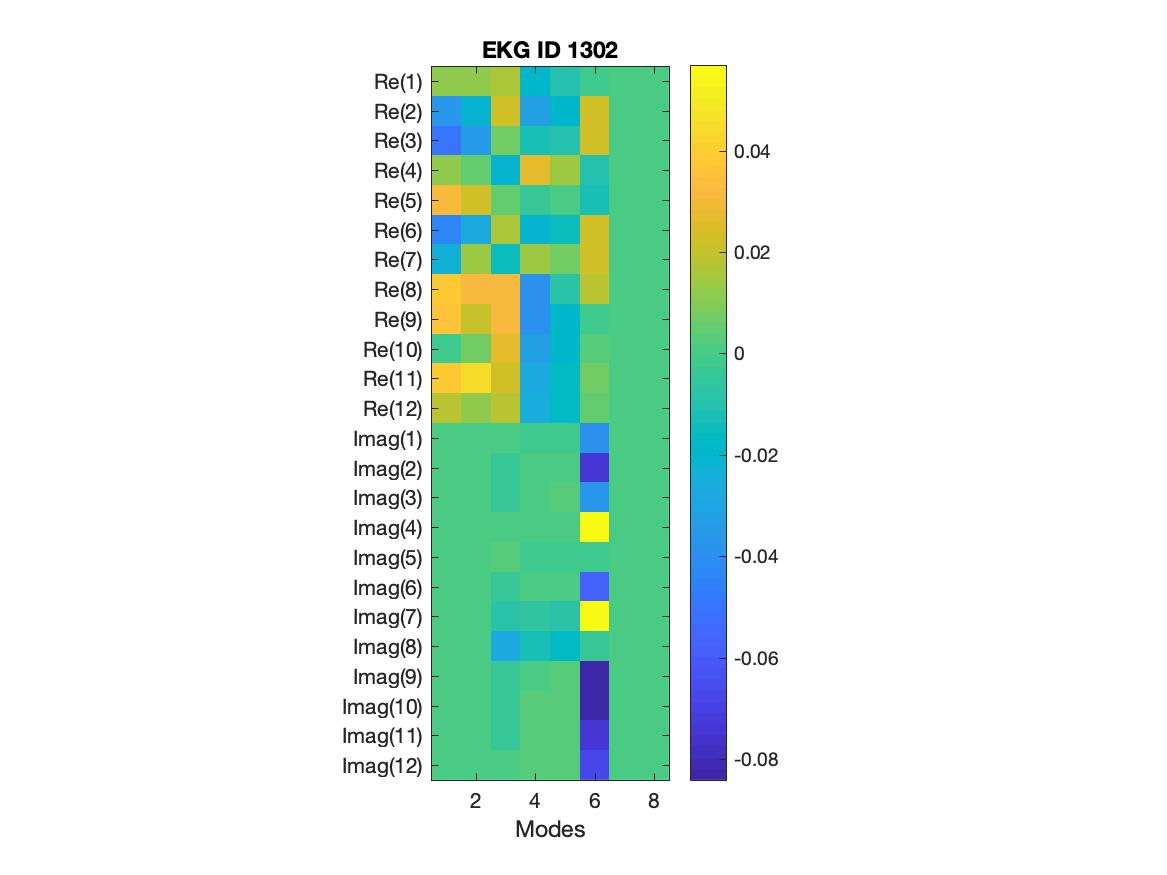 EKG ID 1302
Re(1)
Re(2)
Re(3)
Re(4)
Re(5)
Re(6)
Re(7)
Re(8)
Re(9)
Re(10)
Re(11)
Re(12)
Imag(1)
Imag(2)
Imag(3)
Imag(4)
Imag(5)
Imag(6)
Imag(7)
Imag(8)
Imag(9)
Imag(10)
Imag(11)
Imag(12)
2 4 6 8
Modes
0.04
0.02
0
-0.02
-0.04
-0.06
-0.08